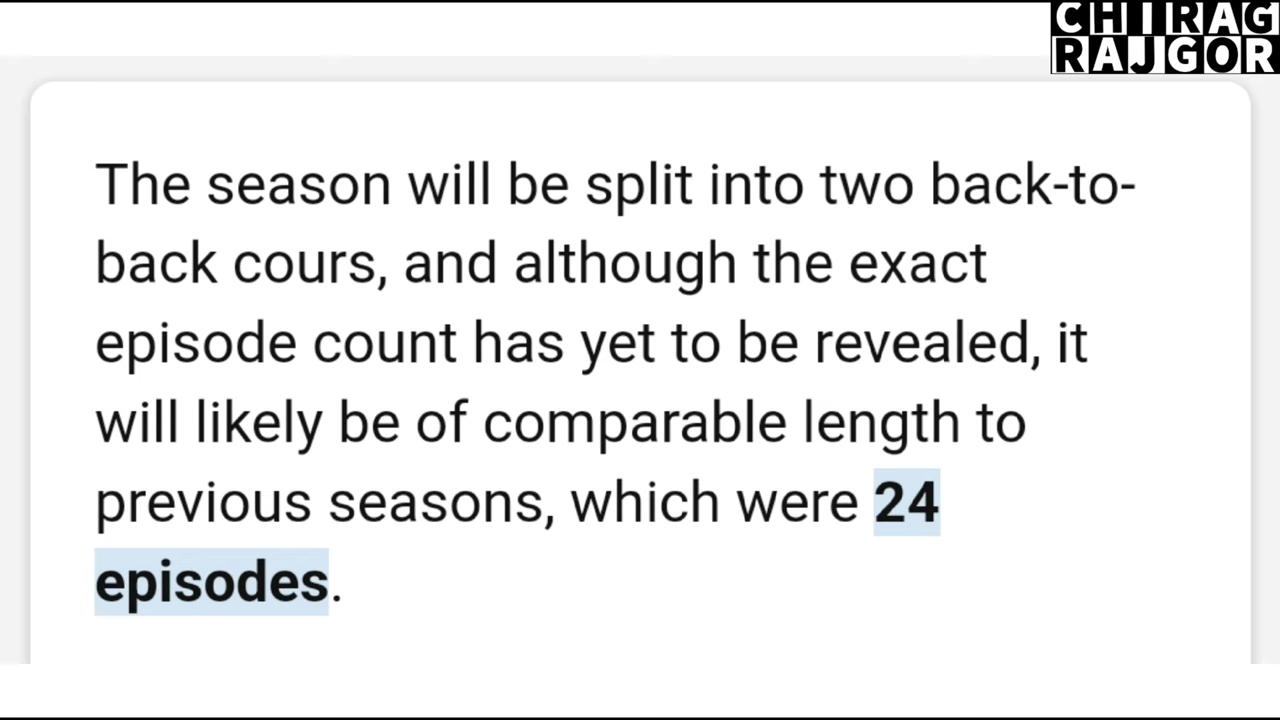 CHIRAG
RAJGOR
The season will be split into two back-to-
back cours, and although the exact
episode count has yet to be revealed, it
will likely be of comparable length to
previous seasons, which were 24
episodes.